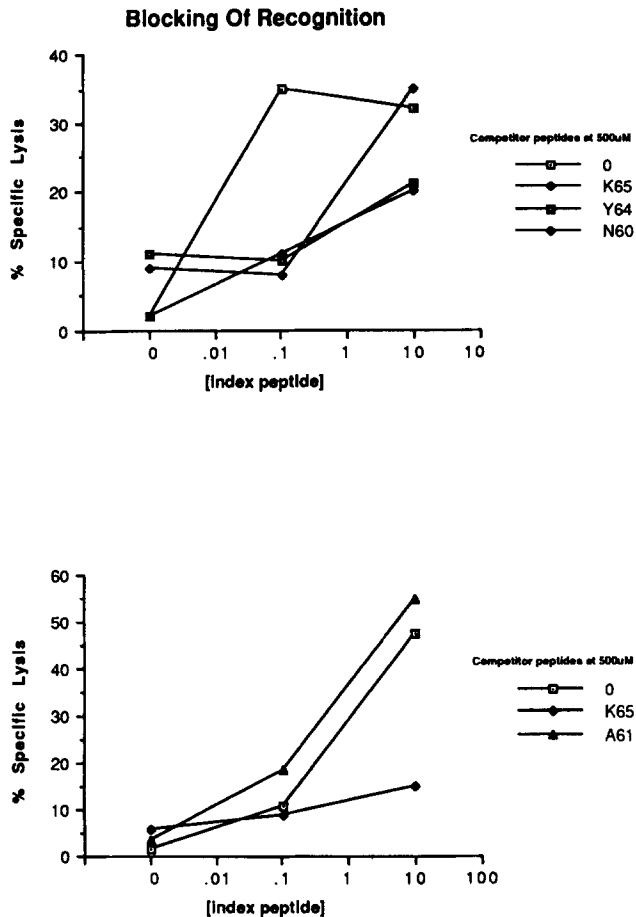 Blocking Of Recognition
40
30
20
10
0
% Specific Lysis
0 .01 .1 1 10 10
[Index peptide]
Competitor peptides at 500uM
0
K65
Y64
N60
60
50
40
30
20
10
0
% Specific Lysis
0 .01 .1 1 10 100
[Index peptide]
Competitor peptides at 500uM
0
K65
A61